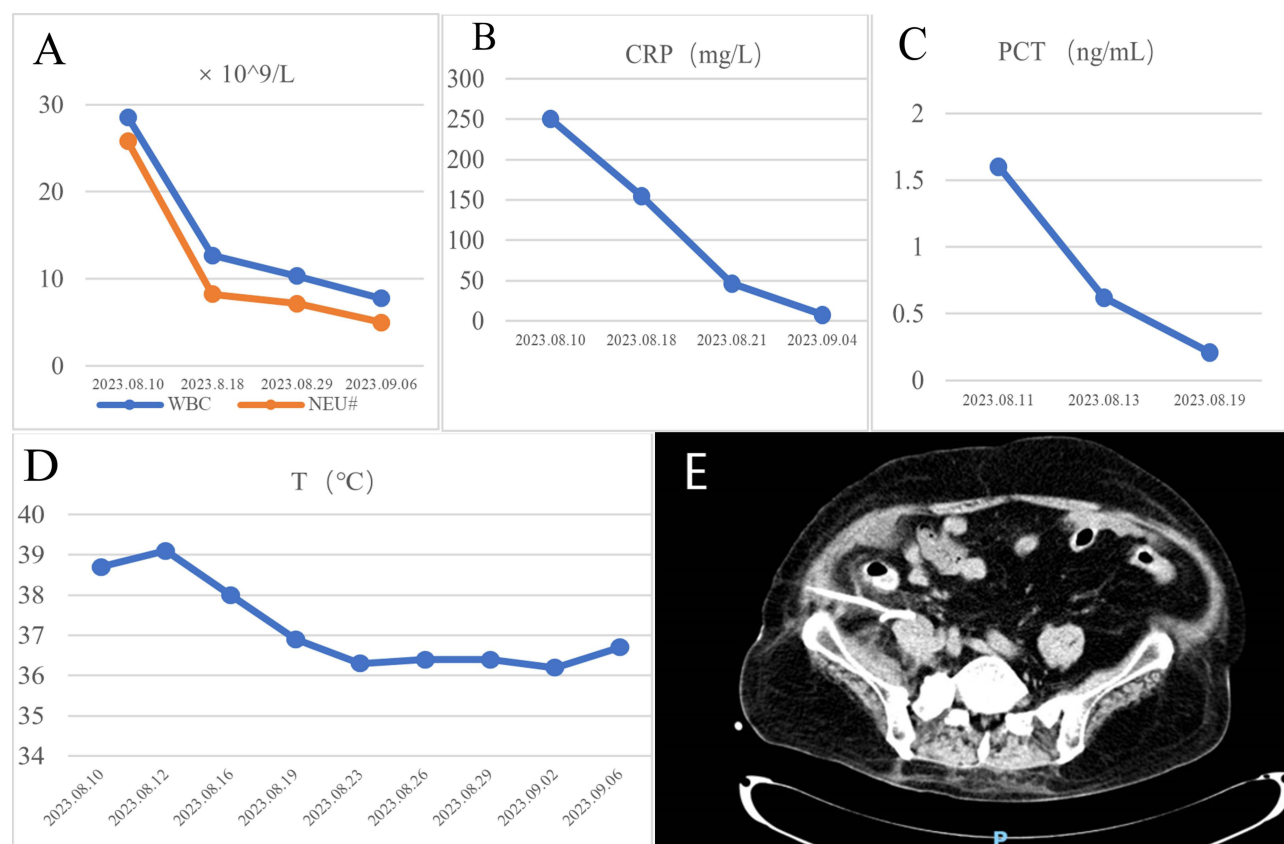 A
× 10^9/L
30
20
10
0
2023.08.10 2023.8.18 2023.08.29 2023.09.06
WBC NEU#
B
CRP（mg/L）
300
250
200
150
100
50
0
2023.08.10 2023.08.18 2023.08.21 2023.09.04
C
PCT（ng/mL）
2
1.5
1
0.5
0
2023.08.11 2023.08.13 2023.08.19
D
T（°C）
40
39
38
37
36
35
34
2023.08.10 2023.08.12 2023.08.16 2023.08.19 2023.08.23 2023.08.26 2023.08.29 2023.09.02 2023.09.06
E
P